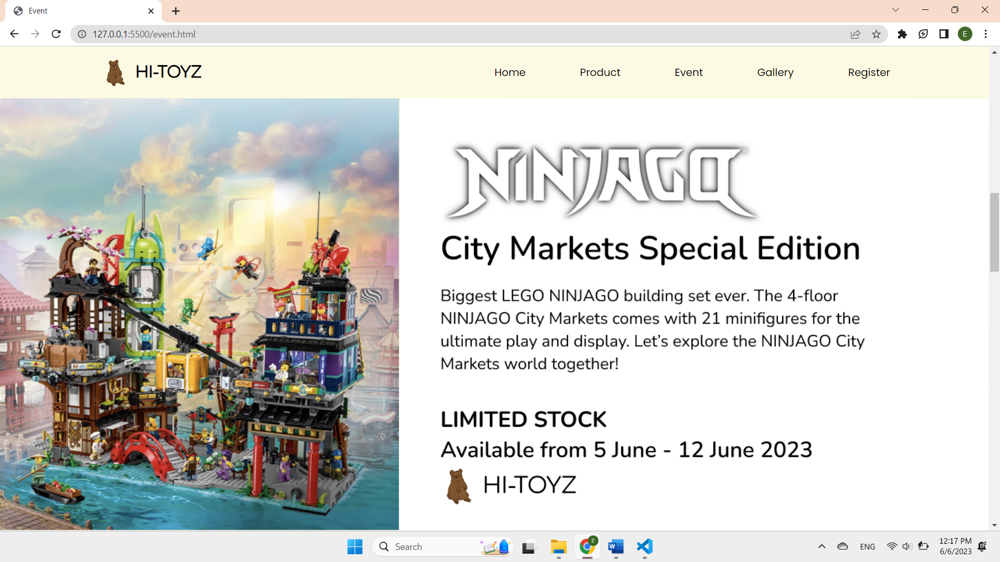 Event
127.0.0.1:5500/event.html
E
HI-TOYZ
Home
Product
Event
Gallery
Register
NINJAGO®
City Markets Special Edition
Biggest LEGO NINJAGO building set ever. The 4-floor
NINJAGO City Markets comes with 21 minifigures for the
ultimate play and display. Let's explore the NINJAGO City
Markets world together!
LIMITED STOCK
Available from 5 June - 12 June 2023
HI-TOYZ
Search
E
W
ENG
12:17 PM
6/6/2023